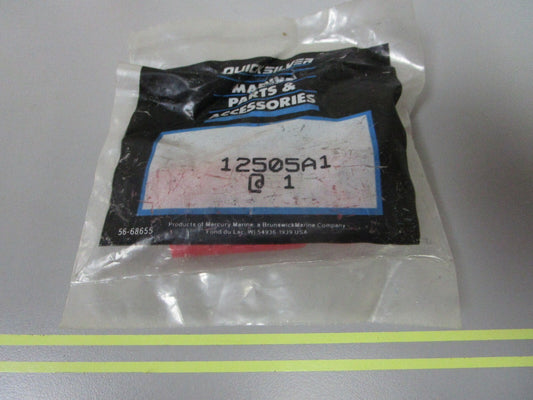 QUICKSILVER
MARINE
PARTS &
ACCESSORIES
12505A1
@ 1
Products of Mercury Marine, a Brunswick Marine Company
56-68655
Fond du Lac, WI 54936-1939 USA